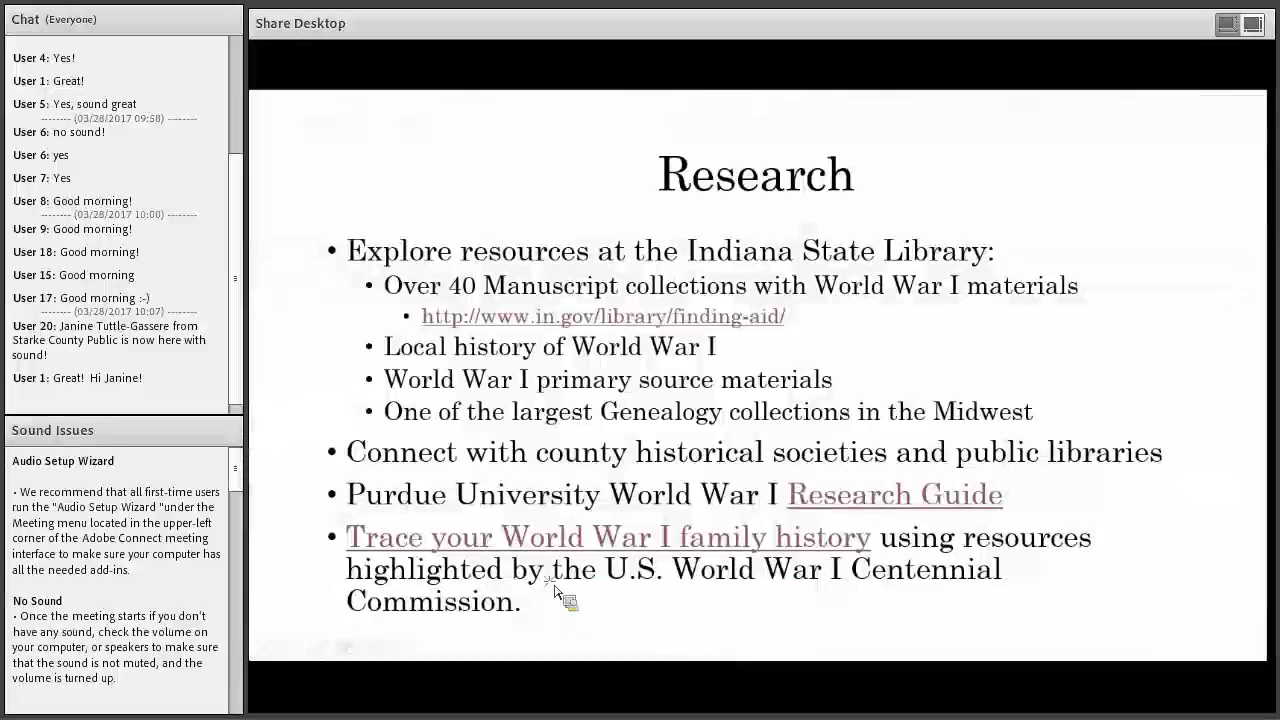 Chat (Everyone)
User 4: Yes!
User 1: Great!
User 5: Yes, sound great
-------- (03/28/2017 09:58) --------
User 6: no sound!
User 6: yes
User 7: Yes
User 8: Good morning!
-------- (03/28/2017 10:00) --------
User 9: Good morning!
User 18: Good morning!
User 15: Good morning
User 17: Good morning :-)
-------- (03/28/2017 10:07) --------
User 20: Janine Tuttle-Gassere from
Starke County Public is now here with
sound!
User 1: Great! Hi Janine!
Sound Issues
Audio Setup Wizard
• We recommend that all first-time users
run the "Audio Setup Wizard "under the
Meeting menu located in the upper-left
corner of the Adobe Connect meeting
interface to make sure your computer has
all the needed add-ins.
No Sound
• Once the meeting starts if you don't
have any sound, check the volume on
your computer, or speakers to make sure
that the sound is not muted, and the
volume is turned up.
Share Desktop
Research
• Explore resources at the Indiana State Library:
• Over 40 Manuscript collections with World War I materials
• http://www.in.gov/library/finding-aid/
• Local history of World War I
• World War I primary source materials
• One of the largest Genealogy collections in the Midwest
• Connect with county historical societies and public libraries
• Purdue University World War I Research Guide
• Trace your World War I family history using resources
highlighted by the U.S. World War I Centennial
Commission.